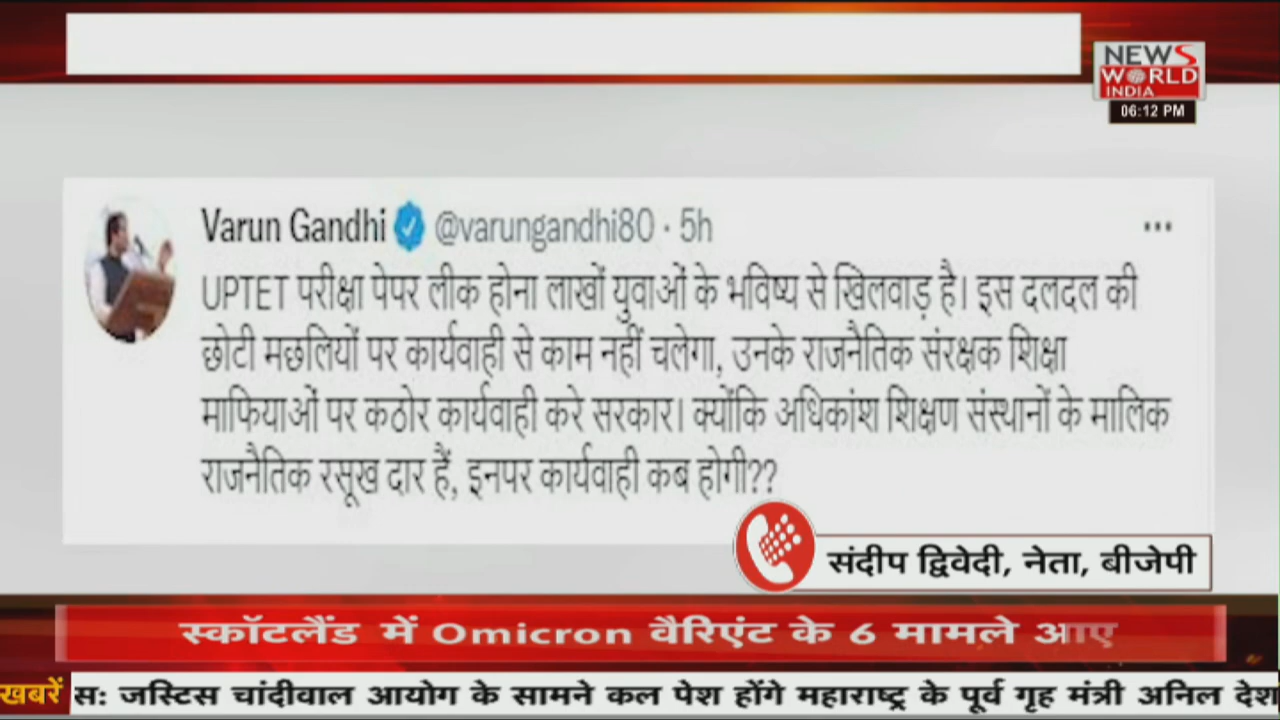 NEWS
WORLD
INDIA
06:12 PM
Varun Gandhi @varungandhi80 · 5h
...
UPTET परीक्षा पेपर लीक होना लाखों युवाओं के भविष्य से खिलवाड़ है। इस दलदल की
छोटी मछलियों पर कार्यवाही से काम नहीं चलेगा, उनके राजनैतिक संरक्षक शिक्षा
माफियाओं पर कठोर कार्यवाही करे सरकार। क्योंकि अधिकांश शिक्षण संस्थानों के मालिक
राजनैतिक रसूख दार हैं, इनपर कार्यवाही कब होगी??
संदीप द्विवेदी, नेता, बीजेपी
स्कॉटलैंड में Omicron वैरिएंट के 6 मामले आए
खबरें स: जस्टिस चांदीवाल आयोग के सामने कल पेश होंगे महाराष्ट्र के पूर्व गृह मंत्री अनिल देश